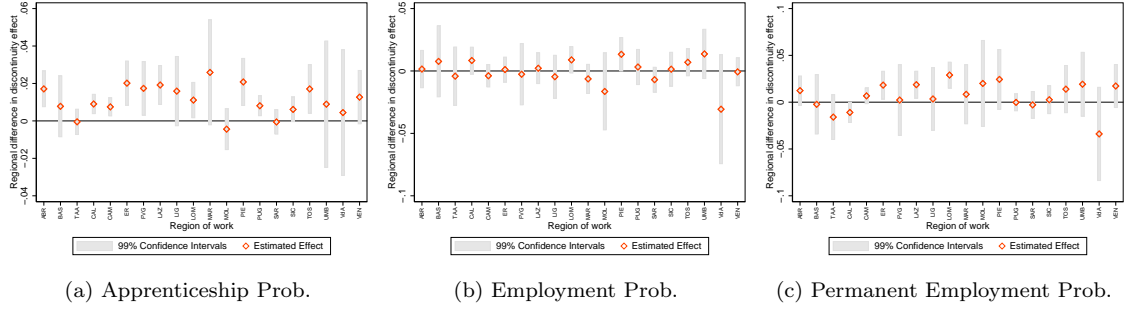 Regional difference in discontinuity effect
.06
.04
.02
0
-.02
-.04
ABR BAS TAA CAL CAM ER FVG LAZ LIG LOM MAR MOL PIE PUG SAR SIC TOS UMB VdA VEN
Region of work
99% Confidence Intervals Estimated Effect
(a) Apprenticeship Prob.
Regional difference in discontinuity effect
.05
0
-.05
-.1
ABR BAS TAA CAL CAM ER FVG LAZ LIG LOM MAR MOL PIE PUG SAR SIC TOS UMB VdA VEN
Region of work
99% Confidence Intervals Estimated Effect
(b) Employment Prob.
Regional difference in discontinuity effect
.1
.05
0
-.05
-.1
ABR BAS TAA CAL CAM ER FVG LAZ LIG LOM MAR MOL PIE PUG SAR SIC TOS UMB VdA VEN
Region of work
99% Confidence Intervals Estimated Effect
(c) Permanent Employment Prob.